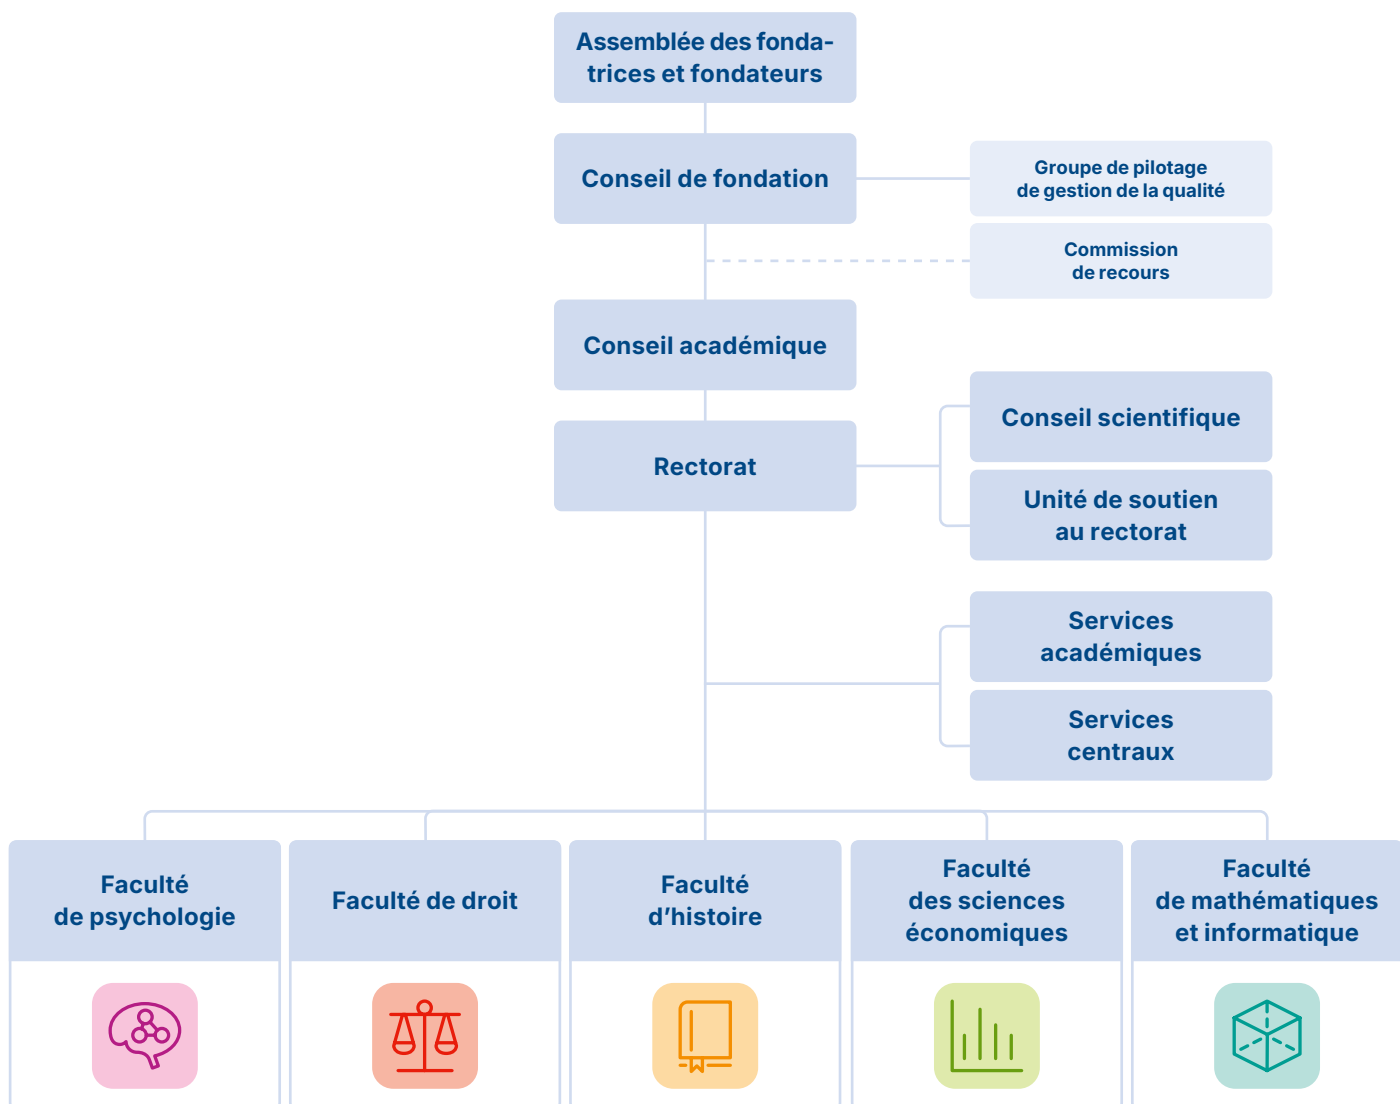 Assemblée des fonda-
trices et fondateurs
Conseil de fondation
Groupe de pilotage
de gestion de la qualité
Commission
de recours
Conseil académique
Rectorat
Conseil scientifique
Unité de soutien
au rectorat
Services
académiques
Services
centraux
Faculté
de psychologie
Faculté de droit
Faculté
d’histoire
Faculté
des sciences
économiques
Faculté
de mathématiques
et informatique